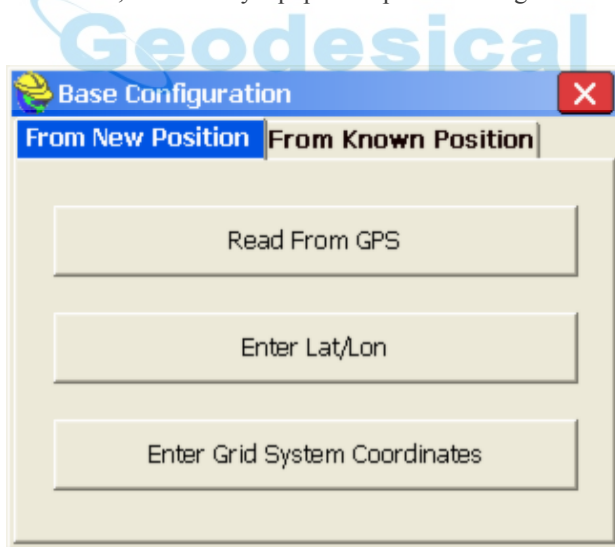 Geodesical
Base Configuration
From New Position From Known Position
Read From GPS
Enter Lat/Lon
Enter Grid System Coordinates